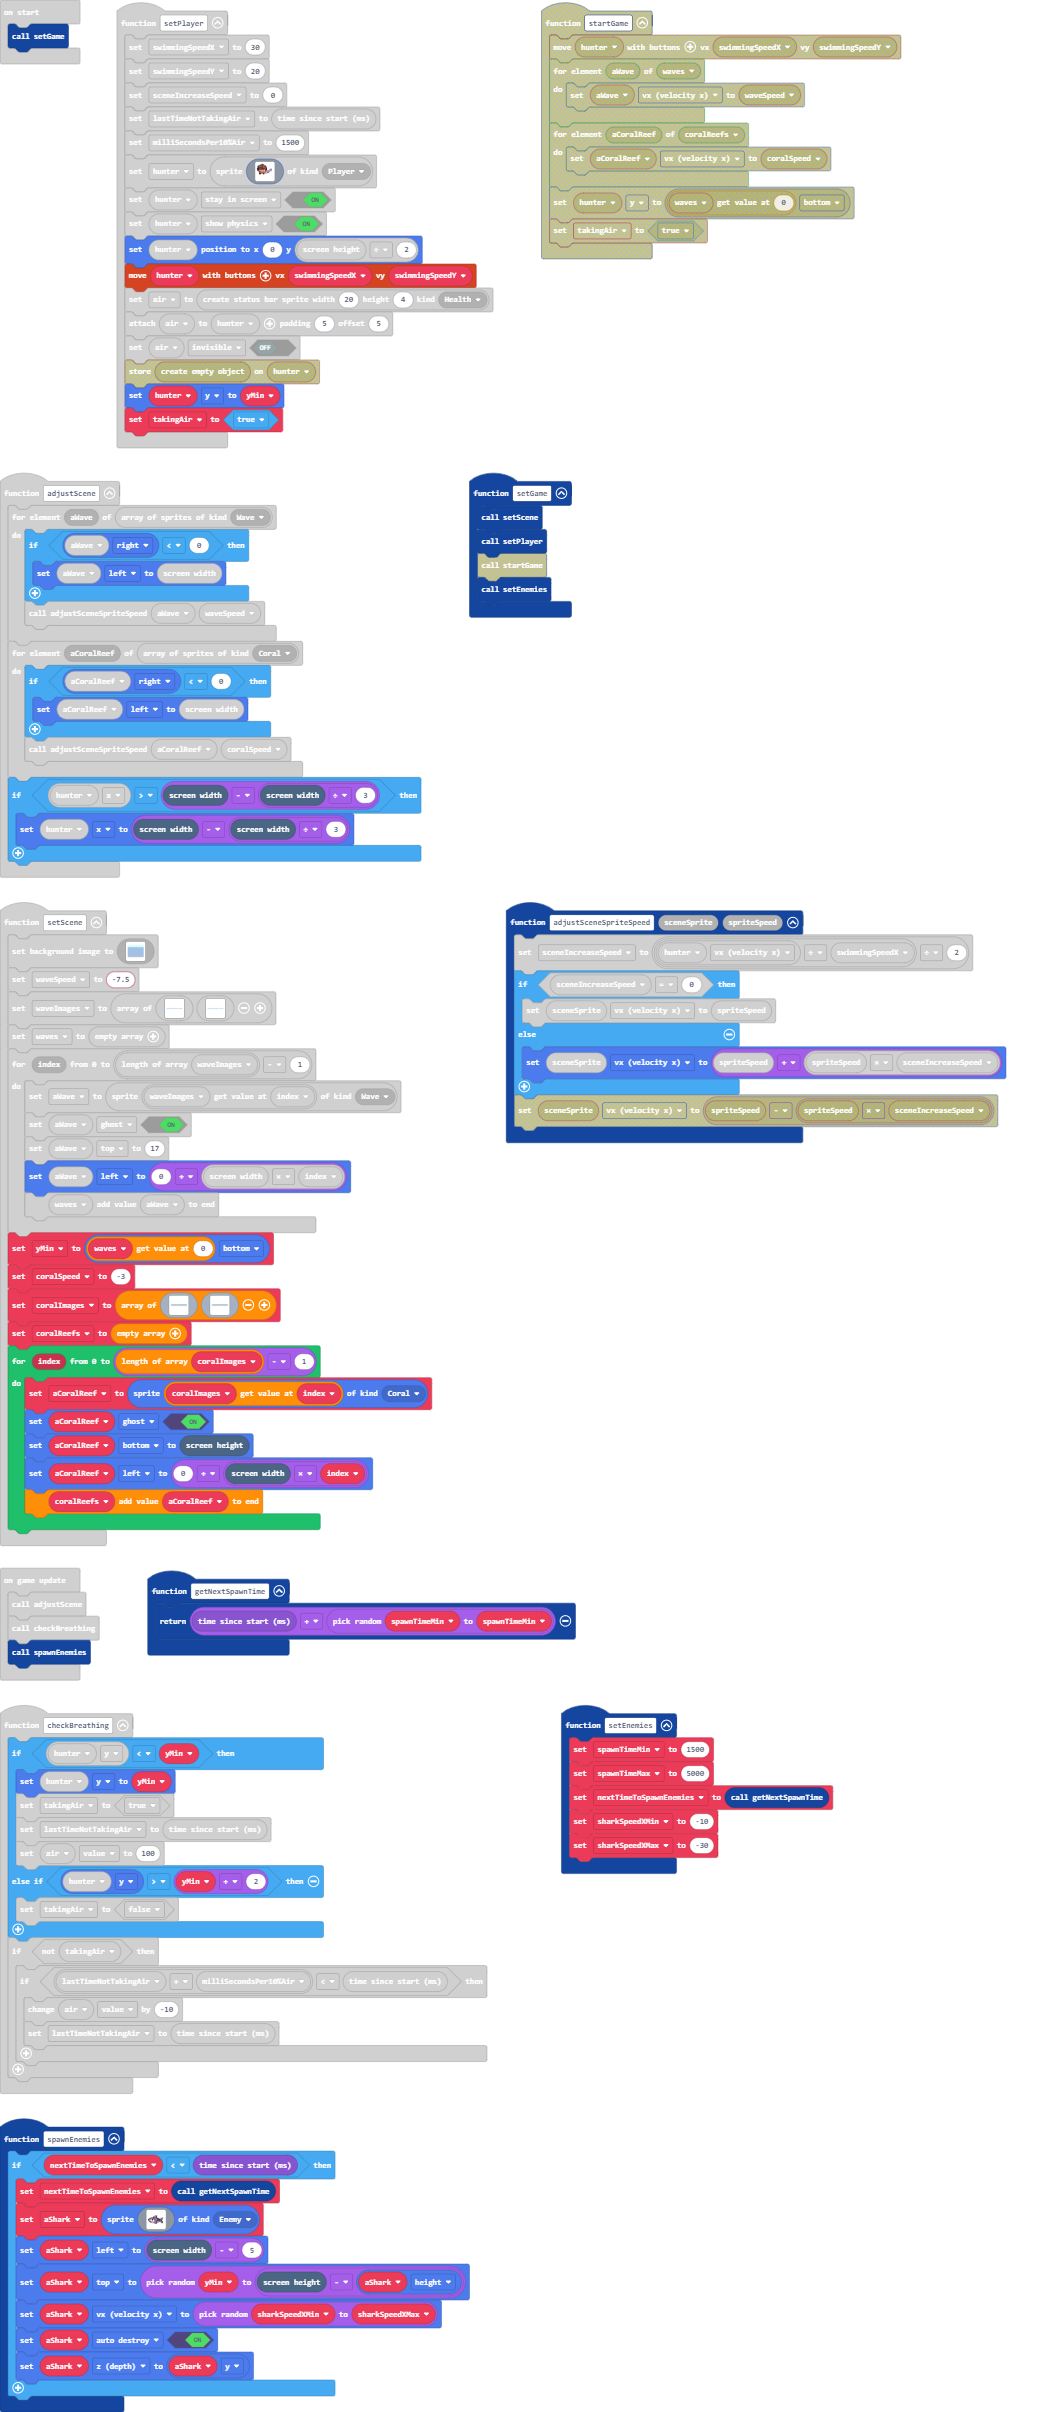 on start
call setGame
function setPlayer
set swimmingSpeedX to 30
set swimmingSpeedY to 20
set sceneIncreaseSpeed to 0
set lastTimeNotTakingAir to time since start (ms)
set milliSecondsPer10%Air to 1500
set hunter to sprite of kind Player
set hunter stay in screen ON
set hunter show physics ON
set hunter position to x 0 y screen height ÷ 2
move hunter with buttons vx swimmingSpeedX vy swimmingSpeedY
set air to create status bar sprite width 20 height 4 kind Health
attach air to hunter padding 5 offset 5
set air invisible OFF
store create empty object on hunter
set hunter y to yMin
set takingAir to true
function startGame
move hunter with buttons vx swimmingSpeedX vy swimmingSpeedY
for element aWave of waves
do set aWave vx (velocity x) to waveSpeed
for element aCoralReef of coralReefs
do set aCoralReef vx (velocity x) to coralSpeed
set hunter y to waves get value at 0 bottom
set takingAir to true
function adjustScene
for element aWave of array of sprites of kind Wave
do
if aWave right < 0 then
set aWave left to screen width
call adjustSceneSpriteSpeed aWave waveSpeed
for element aCoralReef of array of sprites of kind Coral
do
if aCoralReef right < 0 then
set aCoralReef left to screen width
call adjustSceneSpriteSpeed aCoralReef coralSpeed
if hunter x > screen width - screen width ÷ 3 then
set hunter x to screen width - screen width ÷ 3
function setGame
call setScene
call setPlayer
call startGame
call setEnemies
function setScene
set background image to
set waveSpeed to -7.5
set waveImages to array of
set waves to empty array
for index from 0 to length of array waveImages - 1
do
set aWave to sprite waveImages get value at index of kind Wave
set aWave ghost ON
set aWave top to 17
set aWave left to 0 + screen width × index
waves add value aWave to end
set yMin to waves get value at 0 bottom
set coralSpeed to -3
set coralImages to array of
set coralReefs to empty array
for index from 0 to length of array coralImages - 1
do
set aCoralReef to sprite coralImages get value at index of kind Coral
set aCoralReef ghost ON
set aCoralReef bottom to screen height
set aCoralReef left to 0 + screen width × index
coralReefs add value aCoralReef to end
function adjustSceneSpriteSpeed sceneSprite spriteSpeed
set sceneIncreaseSpeed to hunter vx (velocity x) ÷ swimmingSpeedX ÷ 2
if sceneIncreaseSpeed = 0 then
set sceneSprite vx (velocity x) to spriteSpeed
else
set sceneSprite vx (velocity x) to spriteSpeed + spriteSpeed × sceneIncreaseSpeed
set sceneSprite vx (velocity x) to spriteSpeed - spriteSpeed × sceneIncreaseSpeed
on game update
call adjustScene
call checkBreathing
call spawnEnemies
function getNextSpawnTime
return time since start (ms) + pick random spawnTimeMin to spawnTimeMin
function checkBreathing
if hunter y < yMin then
set hunter y to yMin
set takingAir to true
set lastTimeNotTakingAir to time since start (ms)
set air value to 100
else if hunter y > yMin + 2 then
set takingAir to false
if not takingAir then
if lastTimeNotTakingAir + milliSecondsPer10%Air < time since start (ms) then
change air value by -10
set lastTimeNotTakingAir to time since start (ms)
function setEnemies
set spawnTimeMin to 1500
set spawnTimeMax to 5000
set nextTimeToSpawnEnemies to call getNextSpawnTime
set sharkSpeedXMin to -10
set sharkSpeedXMax to -30
function spawnEnemies
if nextTimeToSpawnEnemies < time since start (ms) then
set nextTimeToSpawnEnemies to call getNextSpawnTime
set aShark to sprite of kind Enemy
set aShark left to screen width - 5
set aShark top to pick random yMin to screen height - aShark height
set aShark vx (velocity x) to pick random sharkSpeedXMin to sharkSpeedXMax
set aShark auto destroy ON
set aShark z (depth) to aShark y